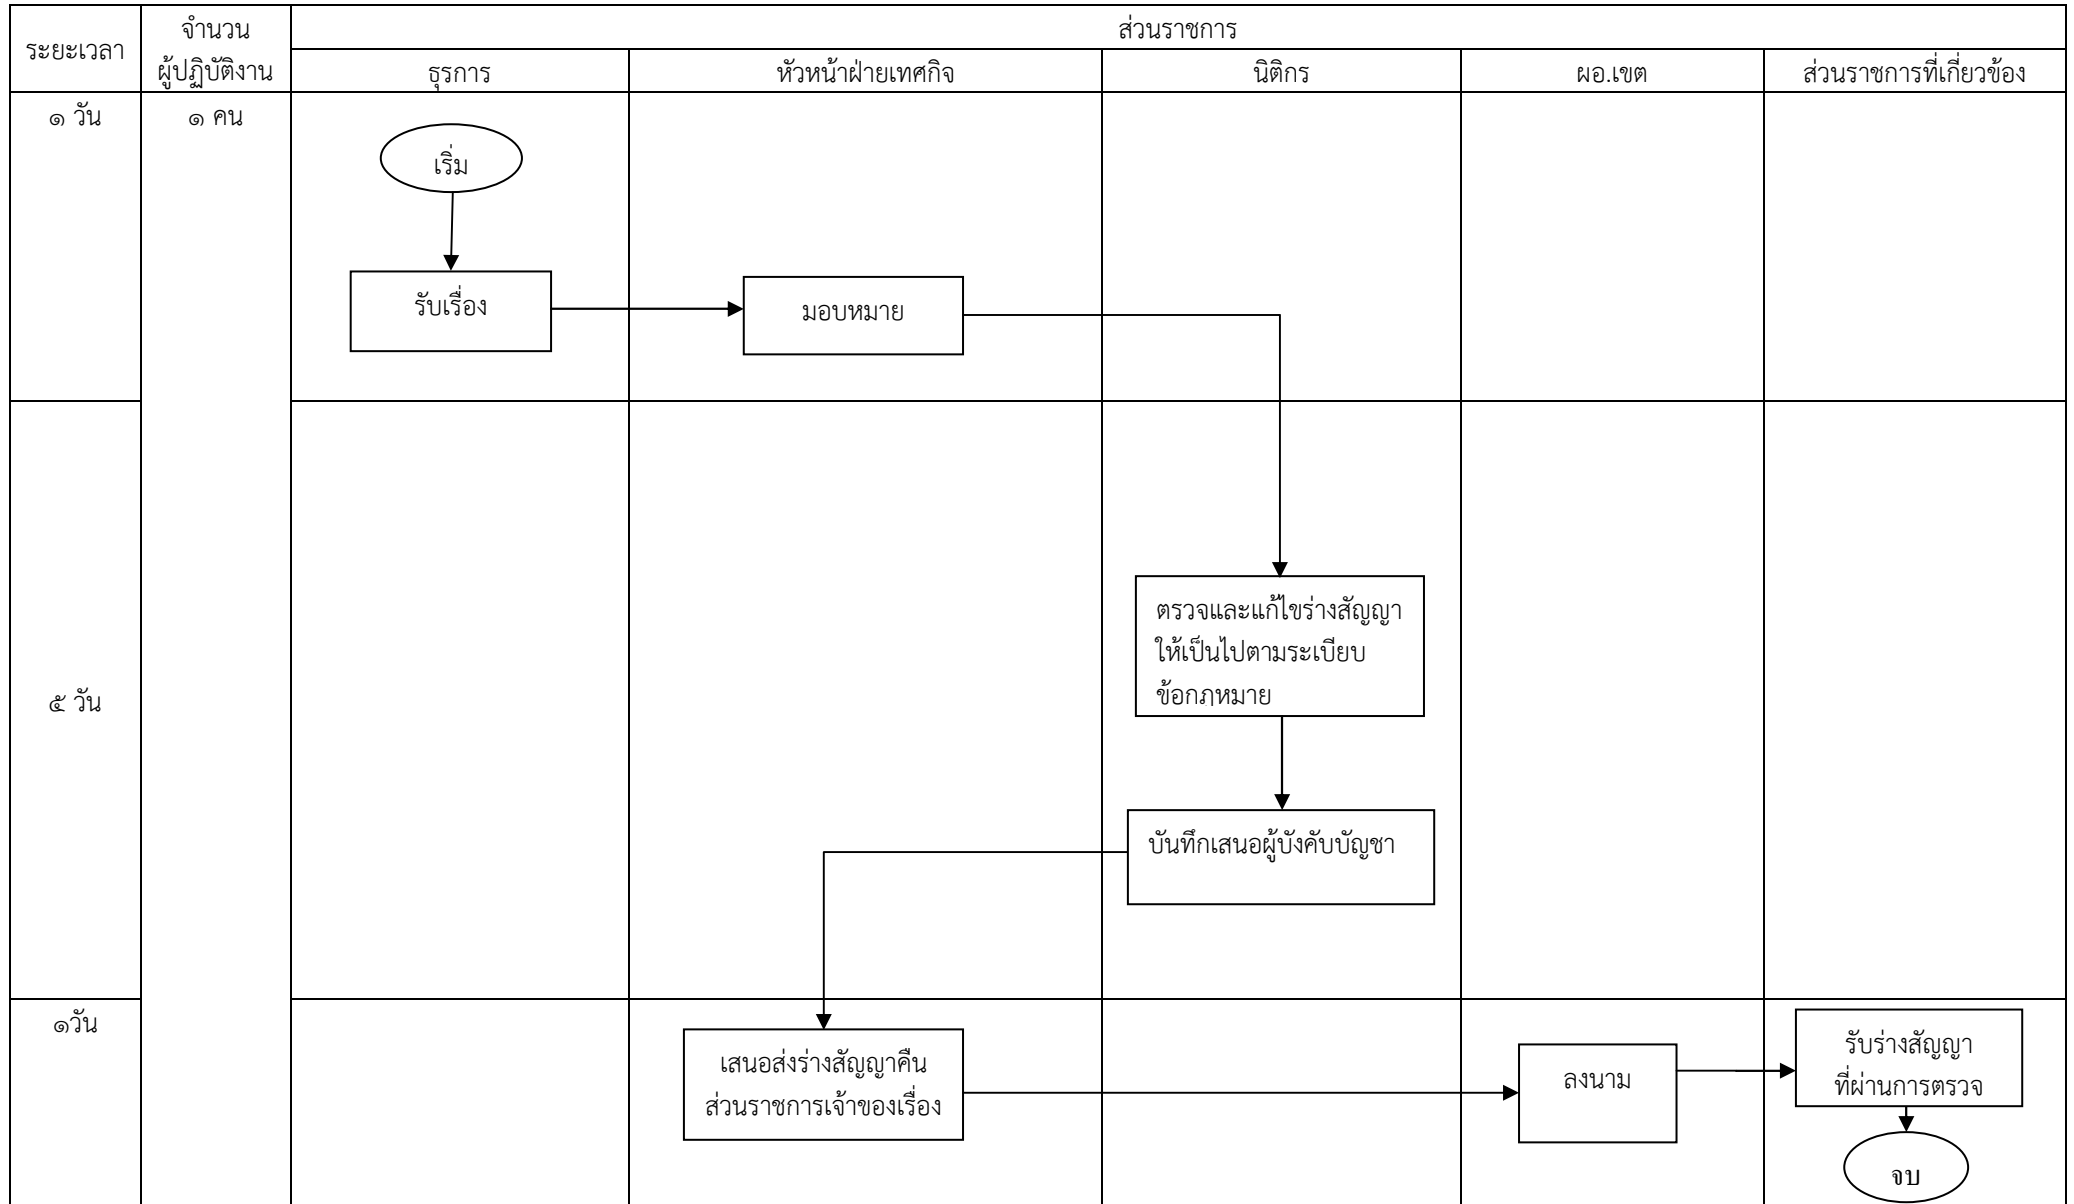 ระยะเวลา
จำนวน
ผู้ปฏิบัติงาน
ส่วนราชการ
ธุรการ
หัวหน้าฝ่ายเทศกิจ
นิติกร
ผอ.เขต
ส่วนราชการที่เกี่ยวข้อง
๑ วัน
๑ คน
เริ่ม
รับเรื่อง
มอบหมาย
๕ วัน
ตรวจและแก้ไขร่างสัญญา
ให้เป็นไปตามระเบียบ
ข้อกฎหมาย
บันทึกเสนอผู้บังคับบัญชา
๑วัน
เสนอส่งร่างสัญญาคืน
ส่วนราชการเจ้าของเรื่อง
ลงนาม
รับร่างสัญญา
ที่ผ่านการตรวจ
จบ